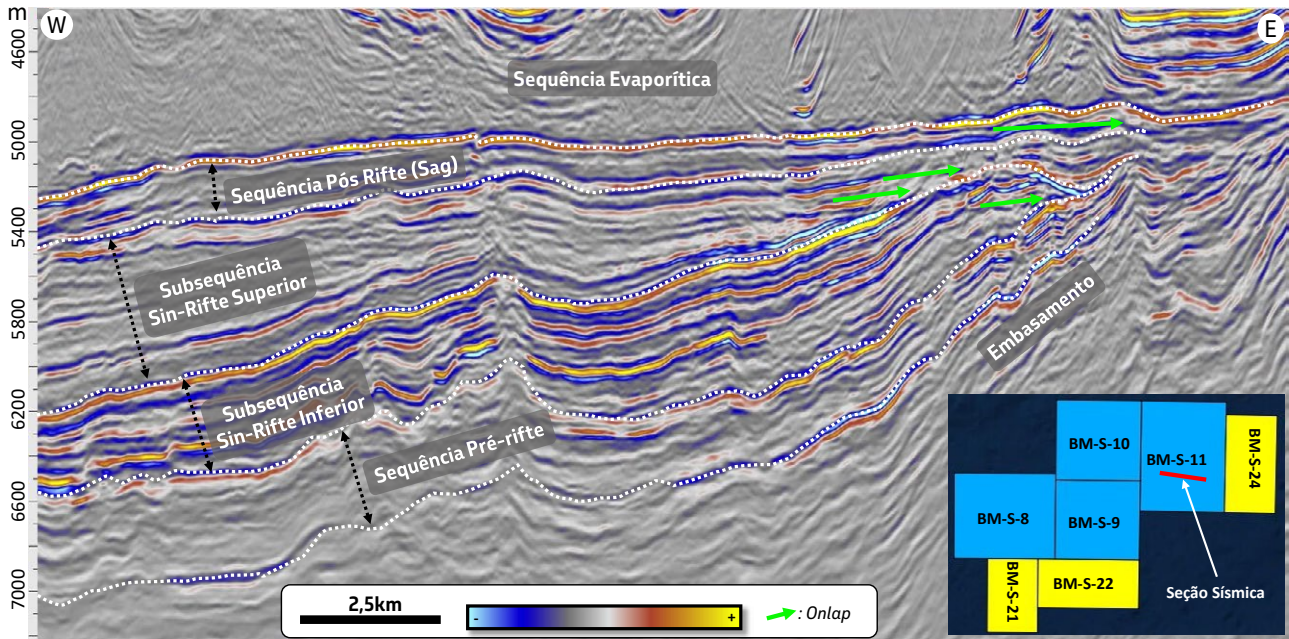 m
W
E
4600
5000
5400
5800
6200
6600
7000
Sequência Evaporítica
Sequência Pós Rifte (Sag)
Subsequência
Sin-Rifte Superior
Subsequência
Sin-Rifte Inferior
Sequência Pré-rifte
Embasamento
2,5km
-
+
: Onlap
BM-S-10
BM-S-11
BM-S-24
BM-S-8
BM-S-9
BM-S-21
BM-S-22
Seção Sísmica